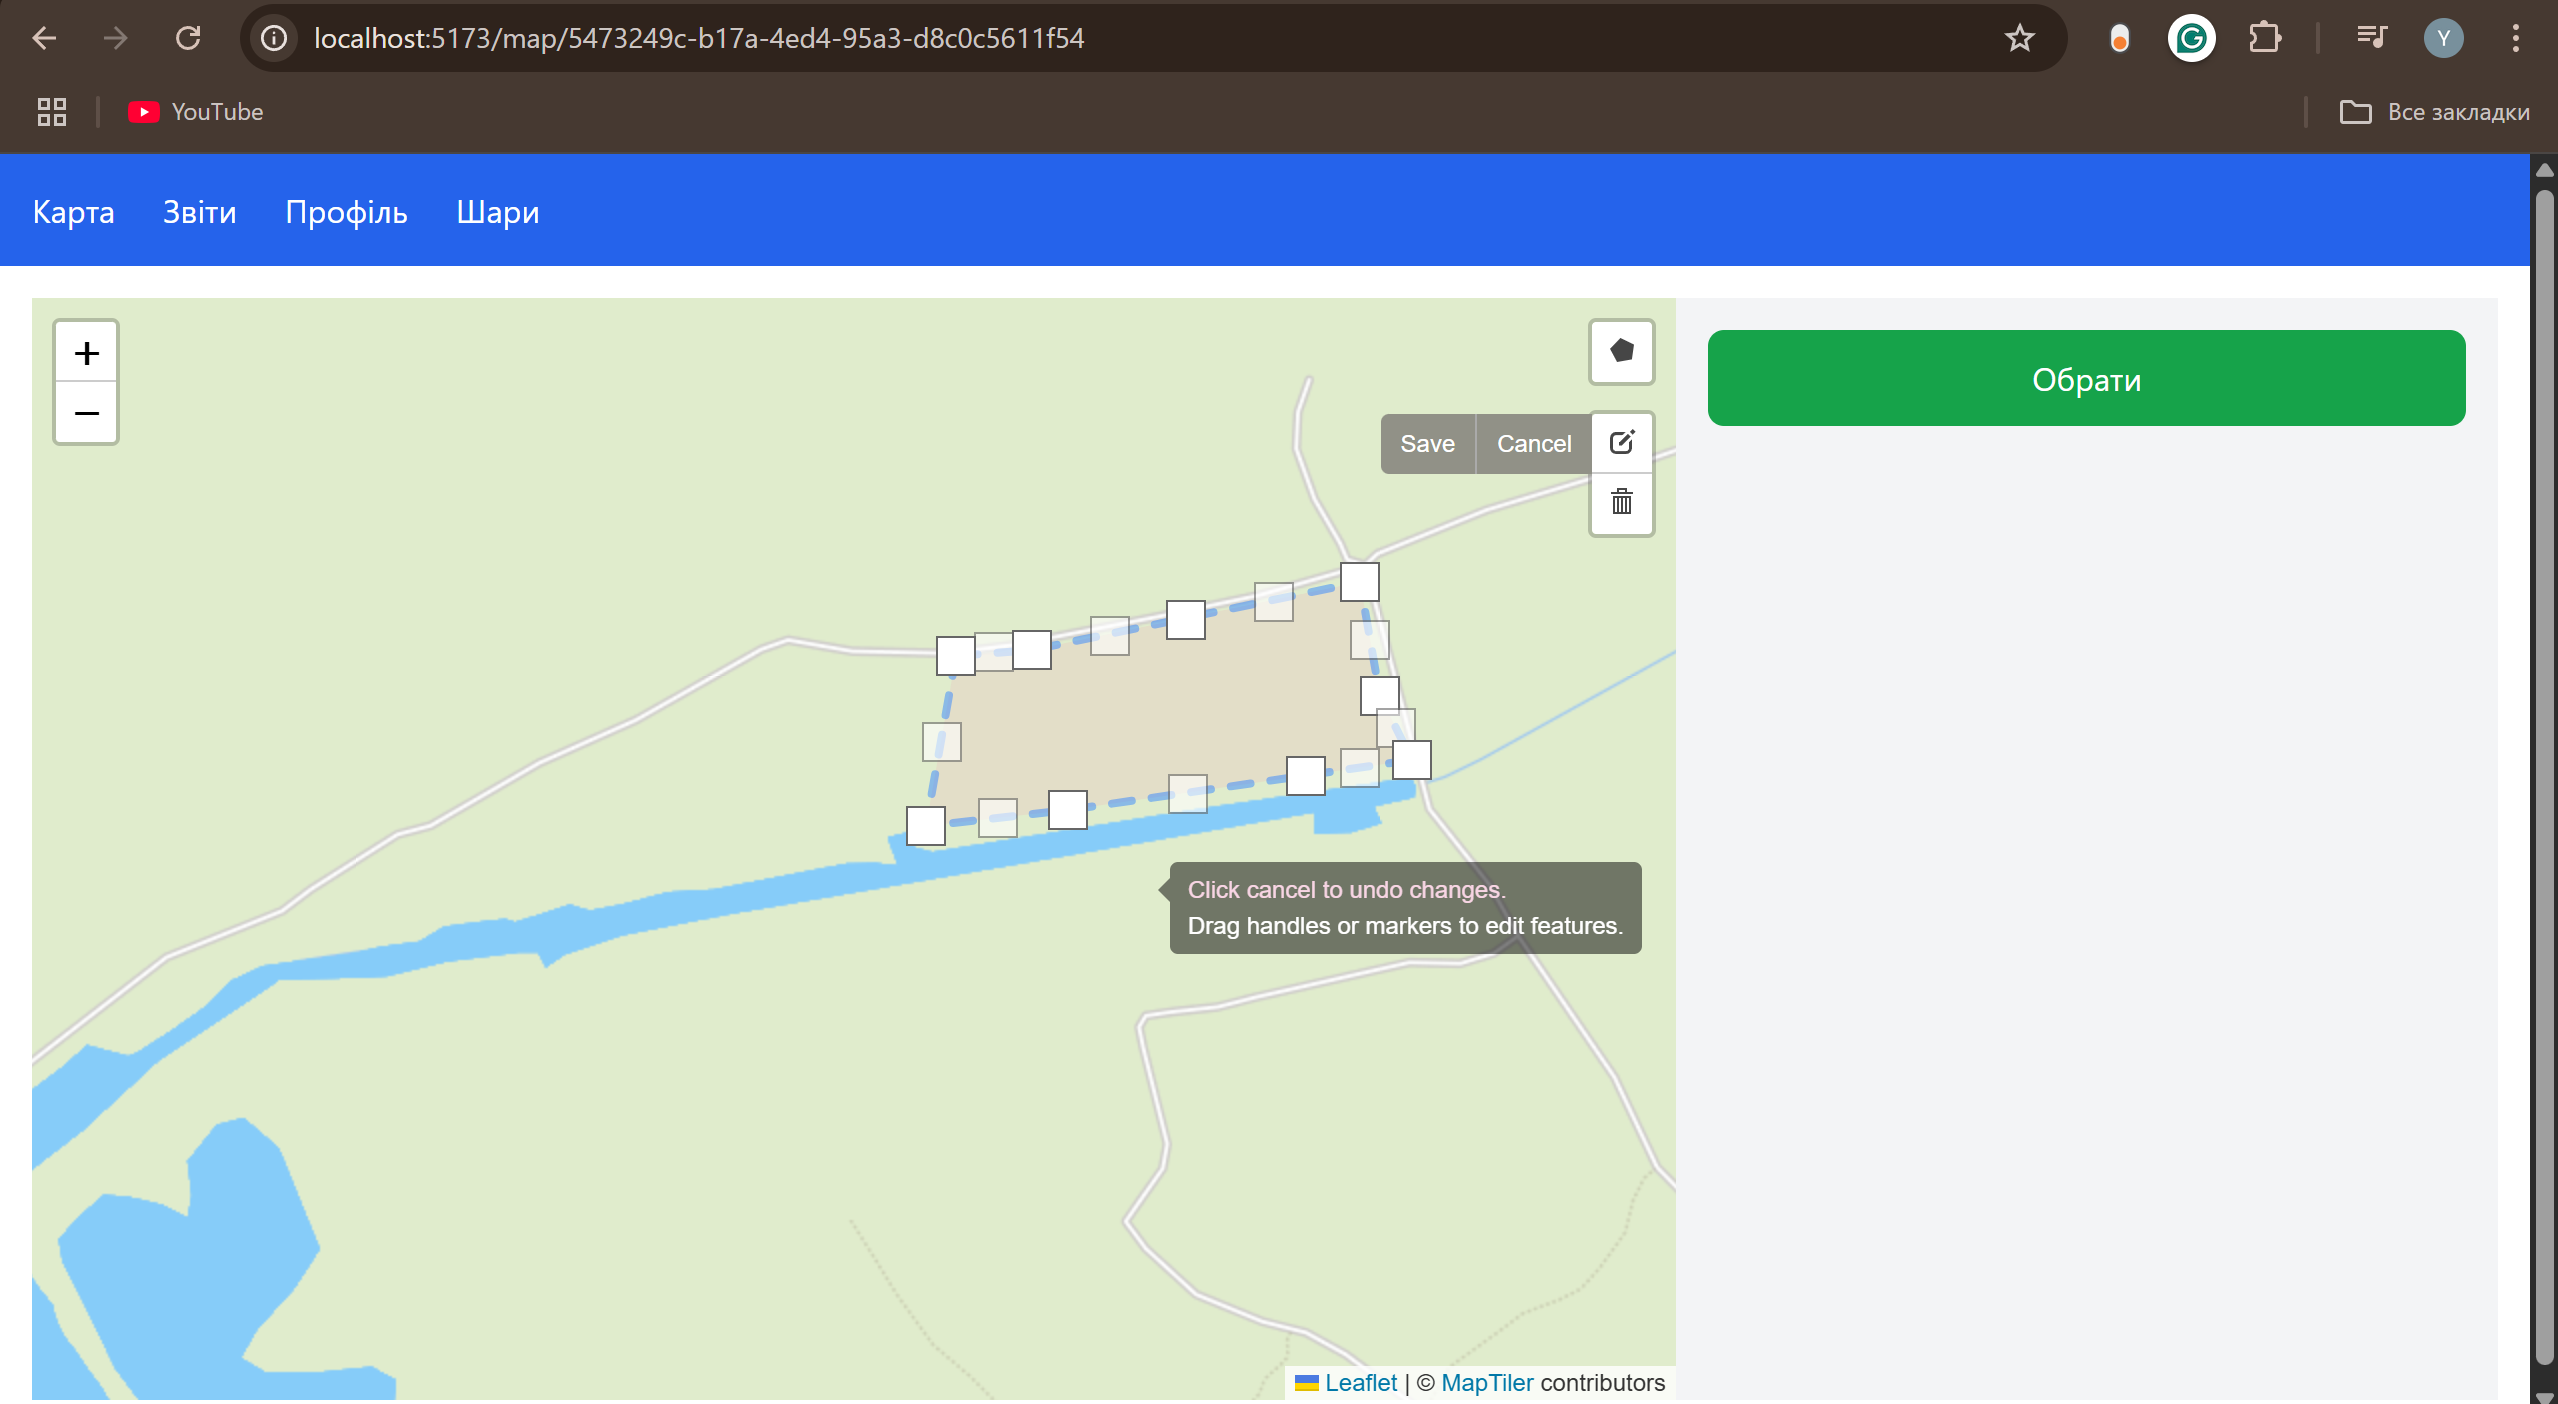 localhost:5173/map/5473249c-b17a-4ed4-95a3-d8c0c5611f54
Y
YouTube
Все закладки
Карта
Звіти
Профіль
Шари
+
−
Save
Cancel
Обрати
Click cancel to undo changes.
Drag handles or markers to edit features.
Leaflet | © MapTiler contributors